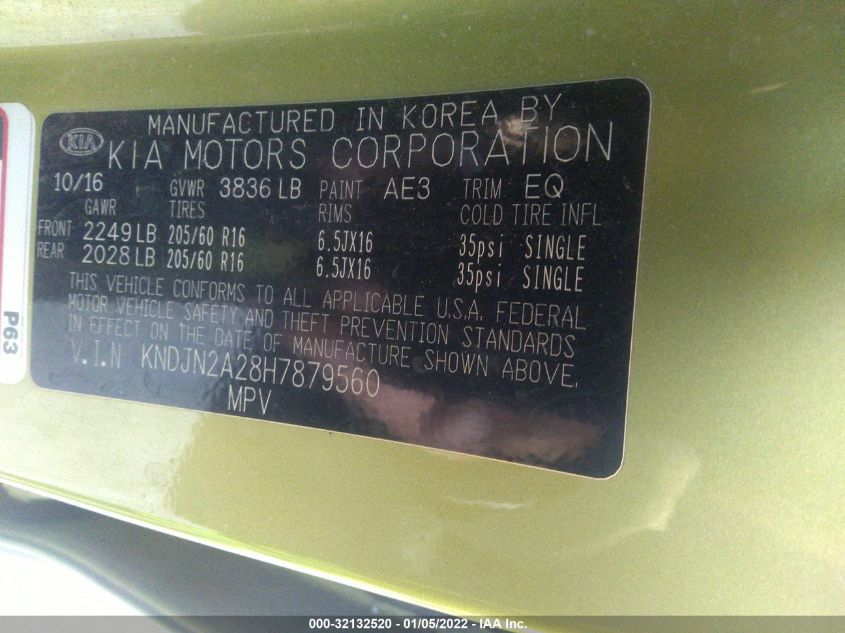 MANUFACTURED IN KOREA BY
KIA KIA MOTORS CORPORATION
10/16 GVWR 3836 LB PAINT AE3 TRIM EQ
GAWR TIRES RIMS COLD TIRE INFL
FRONT 2249 LB 205/60 R16 6.5JX16 35psi SINGLE
REAR 2028 LB 205/60 R16 6.5JX16 35psi SINGLE
THIS VEHICLE CONFORMS TO ALL APPLICABLE U.S.A. FEDERAL
MOTOR VEHICLE SAFETY AND THEFT PREVENTION STANDARDS
IN EFFECT ON THE DATE OF MANUFACTURE SHOWN ABOVE.
V.I.N KNDJN2A28H7879560
MPV
P63
000-32132520 - 01/05/2022 - IAA Inc.